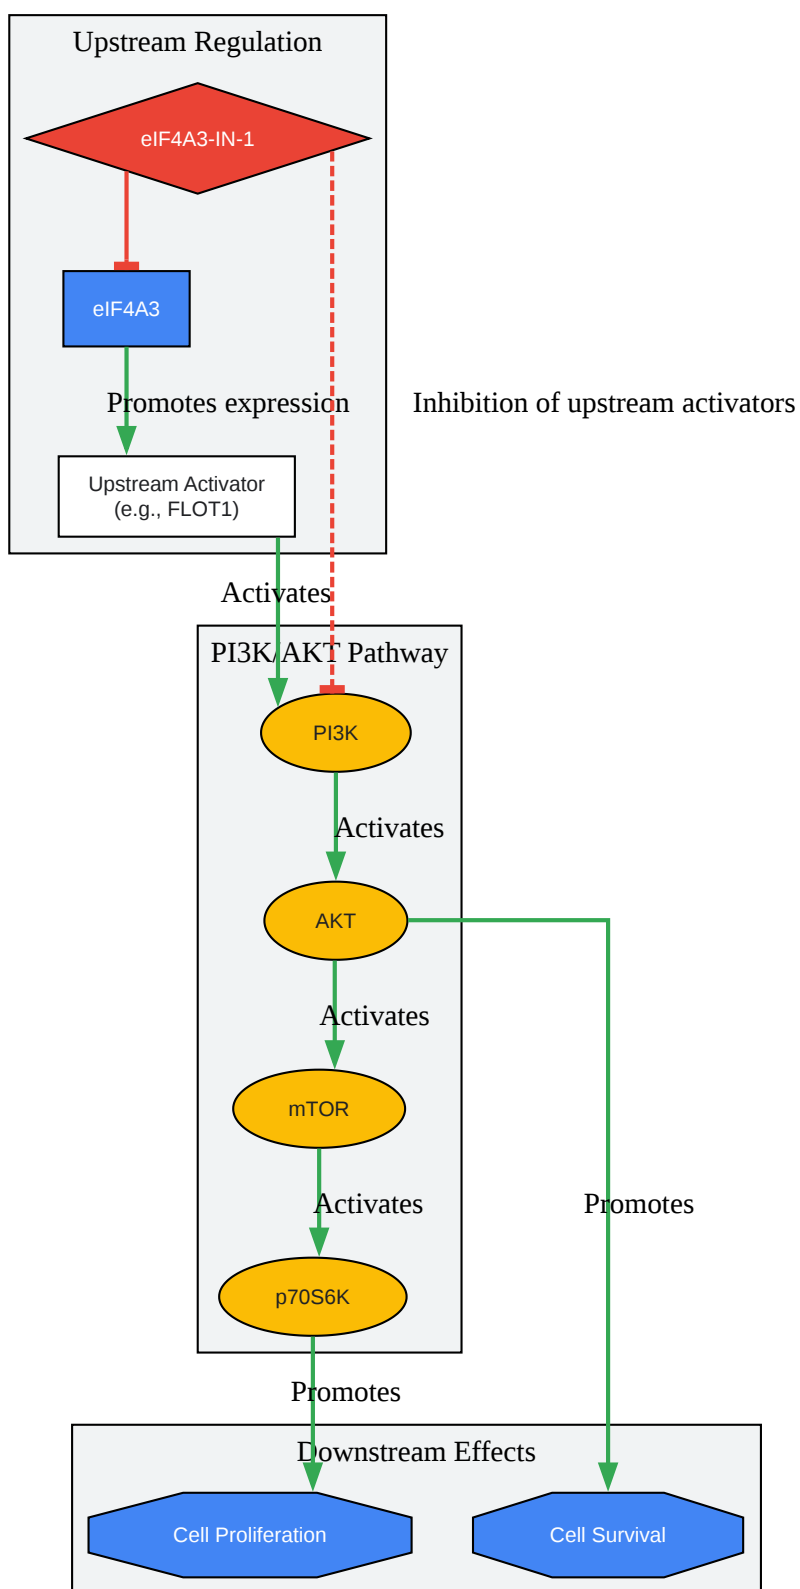 Upstream Regulation
eIF4A3-IN-1
eIF4A3
Promotes expression
Inhibition of upstream activators
Upstream Activator
(e.g., FLOT1)
Activates
PI3K/AKT Pathway
PI3K
Activates
AKT
Activates
mTOR
Activates
Promotes
p70S6K
Promotes
Downstream Effects
Cell Proliferation
Cell Survival